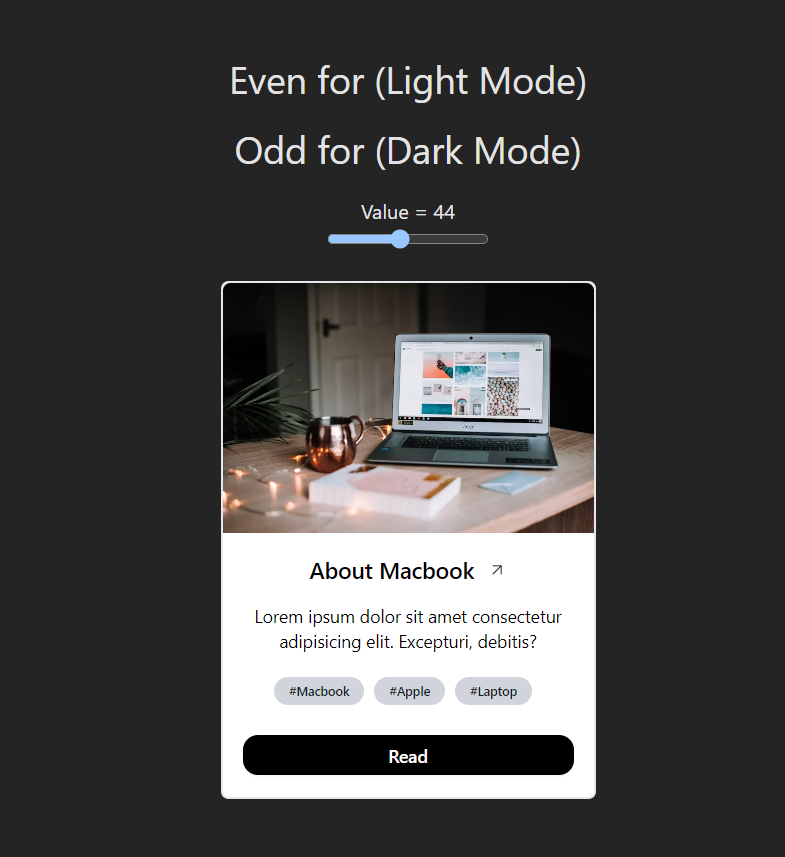 Even for (Light Mode)
Odd for (Dark Mode)
Value = 44
acer
About Macbook
Lorem ipsum dolor sit amet consectetur
adipisicing elit. Excepturi, debitis?
#Macbook #Apple #Laptop
Read